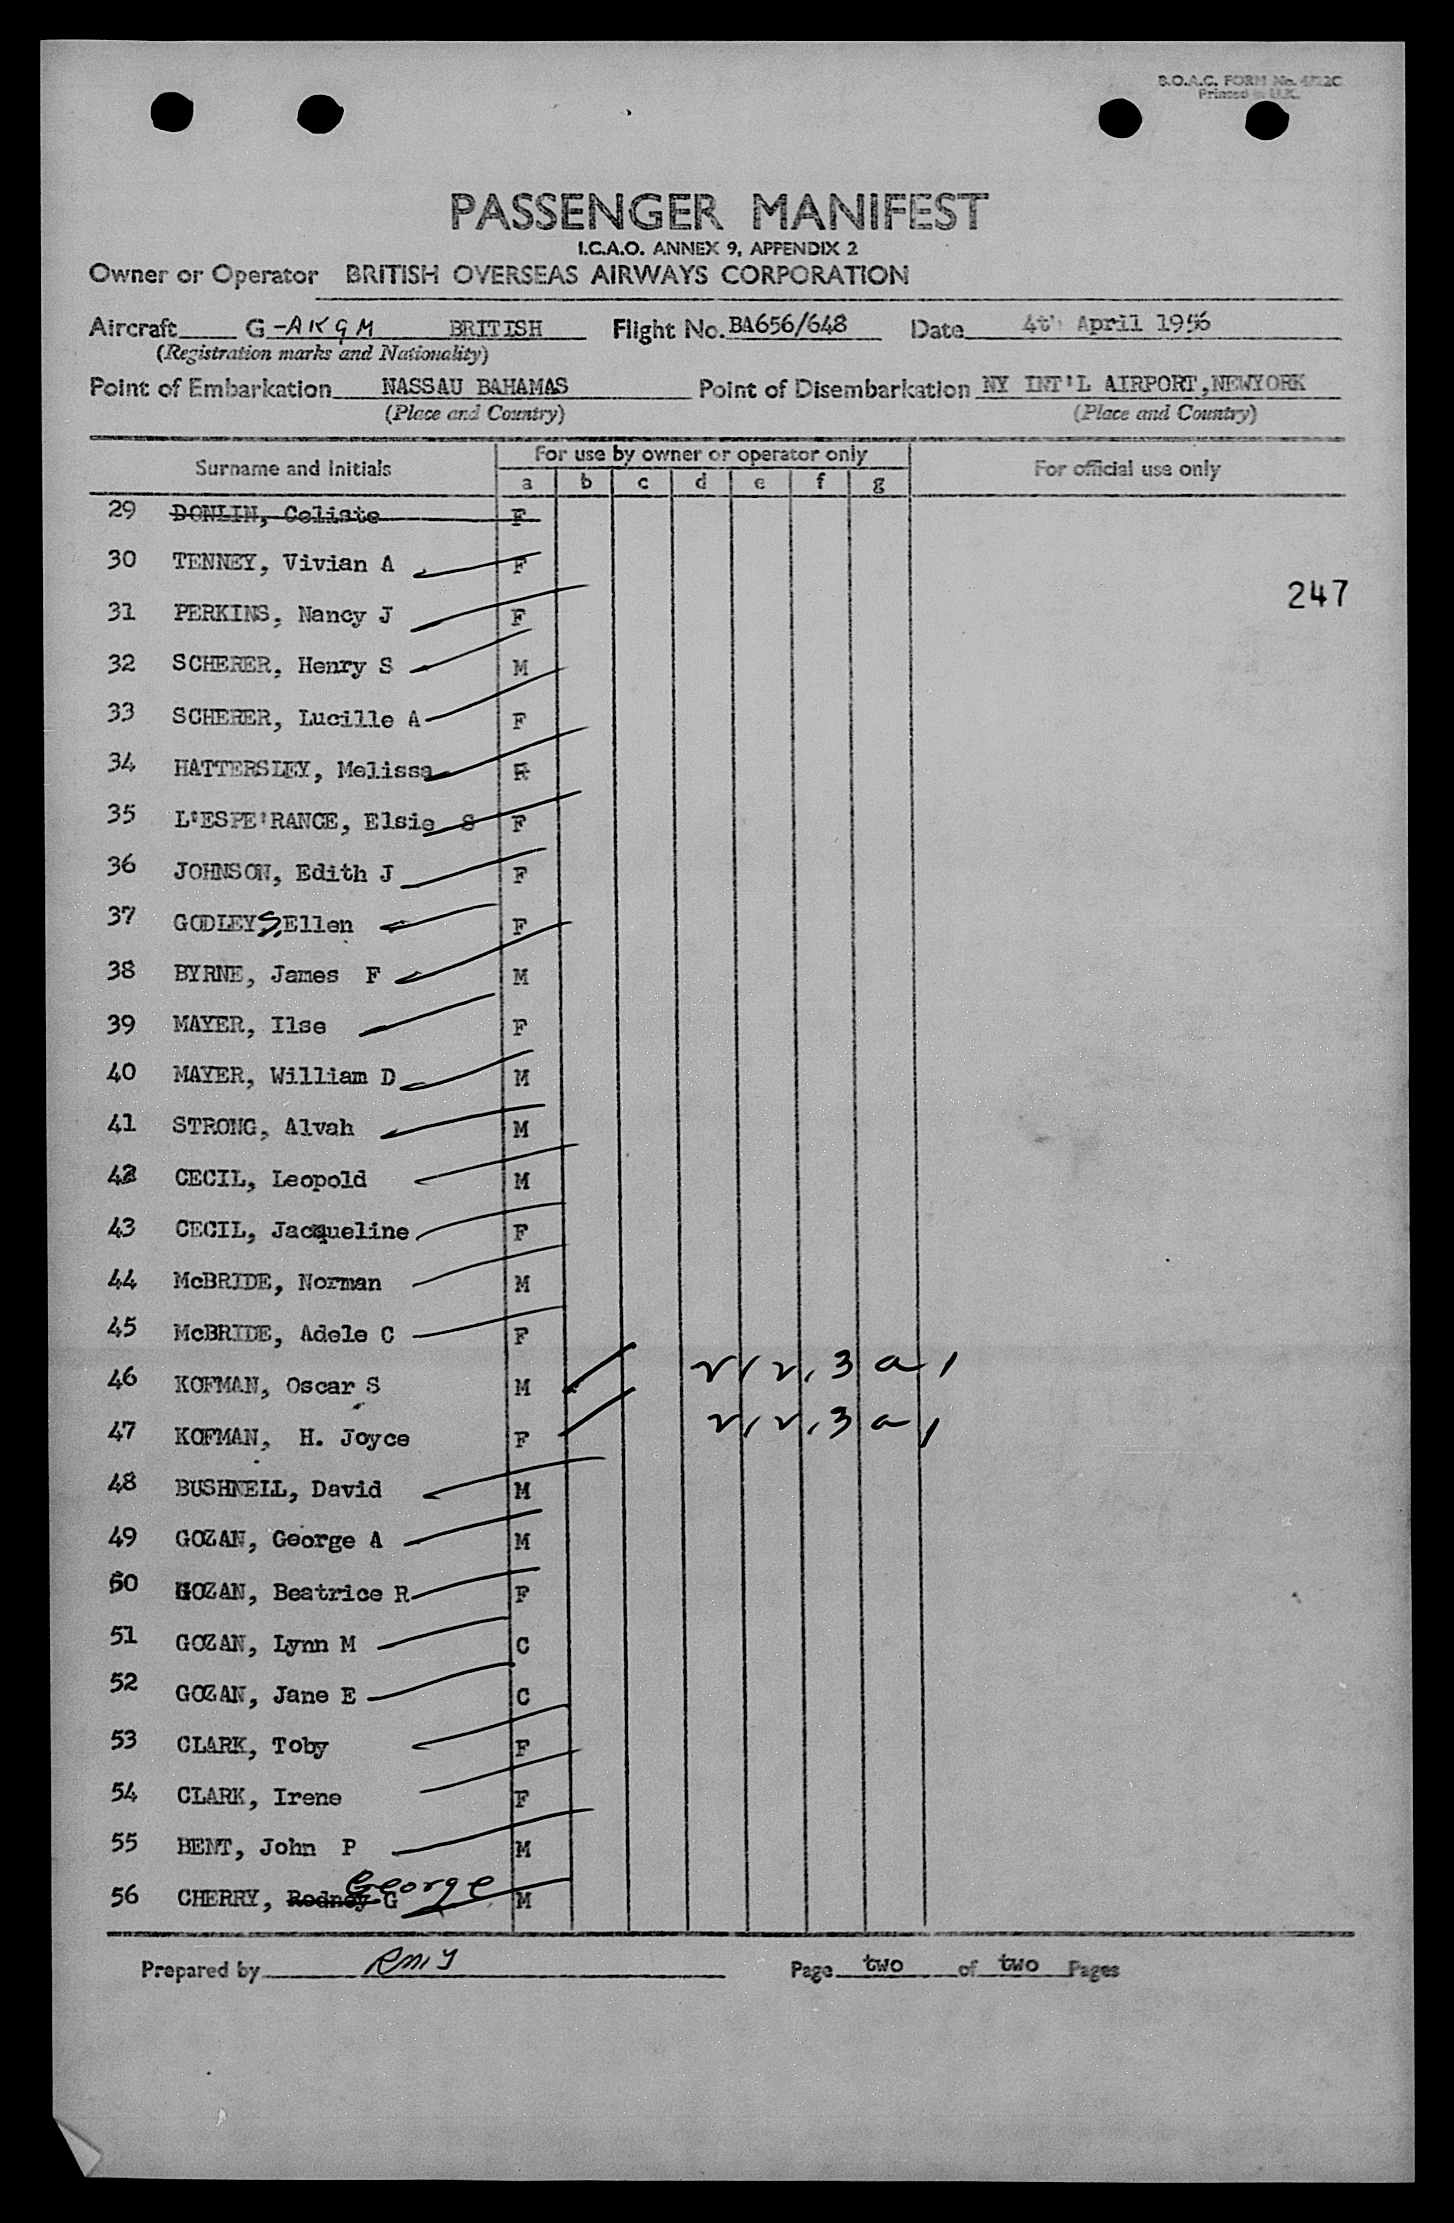 B.O.A.C. FORM No.
Printed in U.K.
PASSENGER MANIFEST
I.C.A.O. ANNEX 9, APPENDIX 2
Owner or Operator BRITISH OVERSEAS AIRWAYS CORPORATION
Aircraft G-AKGM BRITISH Flight No. BA656/648 Date 4th April 1956
(Registration marks and Nationality)
Point of Embarkation NASSAU BAHAMAS Point of Disembarkation NY INT'L AIRPORT, NEWYORK
(Place and Country) (Place and Country)
Surname and Initials For use by owner or operator only For official use only
a b c d e f g
29 DONLIN, Celiste F
30 TENNEY, Vivian A F
247
31 PERKINS, Nancy J F
32 SCHERER, Henry S M
33 SCHERER, Lucille A F
34 HATTERSLEY, Melissa F
35 L'ESPE'RANCE, Elsie S F
36 JOHNSON, Edith J F
37 GODLEYS, Ellen F
38 BYRNE, James F M
39 MAYER, Ilse F
40 MAYER, William D M
41 STRONG, Alvah M
42 CECIL, Leopold M
43 CECIL, Jacqueline F
44 McBRIDE, Norman M
45 McBRIDE, Adele C F
46 KOFMAN, Oscar S M
47 KOFMAN, H. Joyce F
48 BUSHNELL, David M
49 GOZAN, George A M
50 GOZAN, Beatrice R F
51 GOZAN, Lynn M C
52 GOZAN, Jane E C
53 CLARK, Toby F
54 CLARK, Irene F
55 BENT, John P M
56 CHERRY, Rodney G George M
Prepared by Page two of two Pages